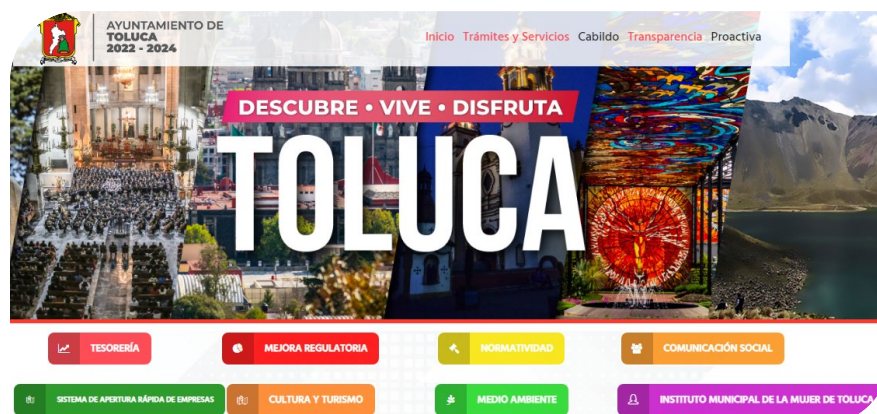 AYUNTAMIENTO DE
TOLUCA
2022 - 2024
Inicio Trámites y Servicios Cabildo Transparencia Proactiva
DESCUBRE • VIVE • DISFRUTA
TOLUCA
TESORERÍA
MEJORA REGULATORIA
NORMATIVIDAD
COMUNICACIÓN SOCIAL
SISTEMA DE APERTURA RÁPIDA DE EMPRESAS
CULTURA Y TURISMO
MEDIO AMBIENTE
INSTITUTO MUNICIPAL DE LA MUJER DE TOLUCA